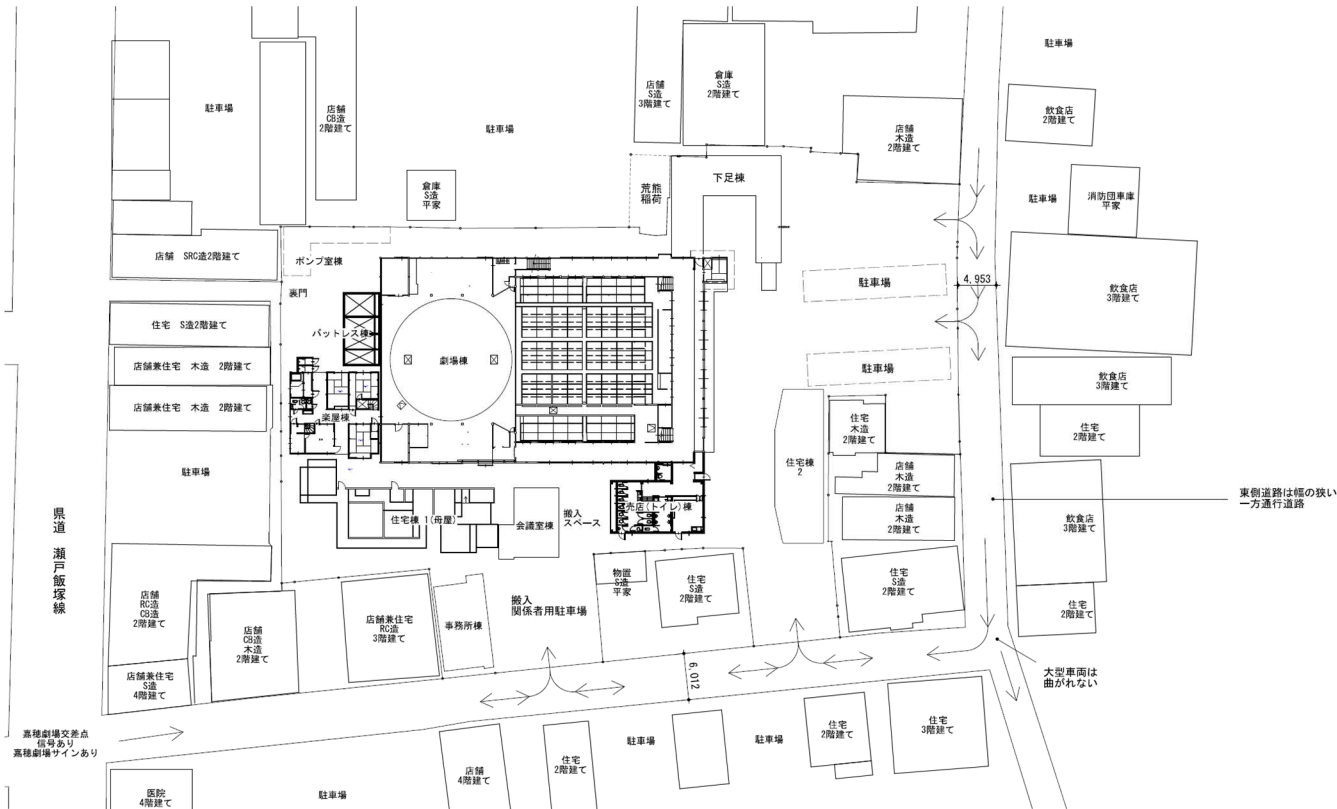 駐車場
店舗
CB造
2階建て
駐車場
倉庫
S造
平家
店舗
S造
3階建て
倉庫
S造
2階建て
店舗
木造
2階建て
駐車場
飲食店
2階建て
駐車場
消防団車庫
平家
荒熊
稲荷
下足棟
店舗 SRC造2階建て
ポンプ室棟
裏門
住宅 S造2階建て
バットレス棟
店舗兼住宅 木造 2階建て
店舗兼住宅 木造 2階建て
楽屋棟
劇場棟
駐車場
4,953
飲食店
3階建て
駐車場
飲食店
3階建て
住宅
2階建て
住宅
木造
2階建て
住宅棟
2
店舗
木造
2階建て
店舗
木造
2階建て
飲食店
3階建て
東側道路は幅の狭い
一方通行道路
駐車場
県道 瀬戸飯塚線
住宅棟 1(母屋)
会議室棟
搬入
スペース
売店(トイレ)棟
店舗
RC造
CB造
2階建て
店舗
CB造
木造
2階建て
店舗兼住宅
RC造
3階建て
事務所棟
搬入
関係者用駐車場
物置
S造
平家
住宅
S造
2階建て
住宅
S造
2階建て
住宅
2階建て
店舗兼住宅
S造
4階建て
6,012
大型車両は
曲がれない
嘉穂劇場交差点
信号あり
嘉穂劇場サインあり
医院
4階建て
駐車場
店舗
4階建て
住宅
2階建て
駐車場
駐車場
住宅
2階建て
住宅
3階建て